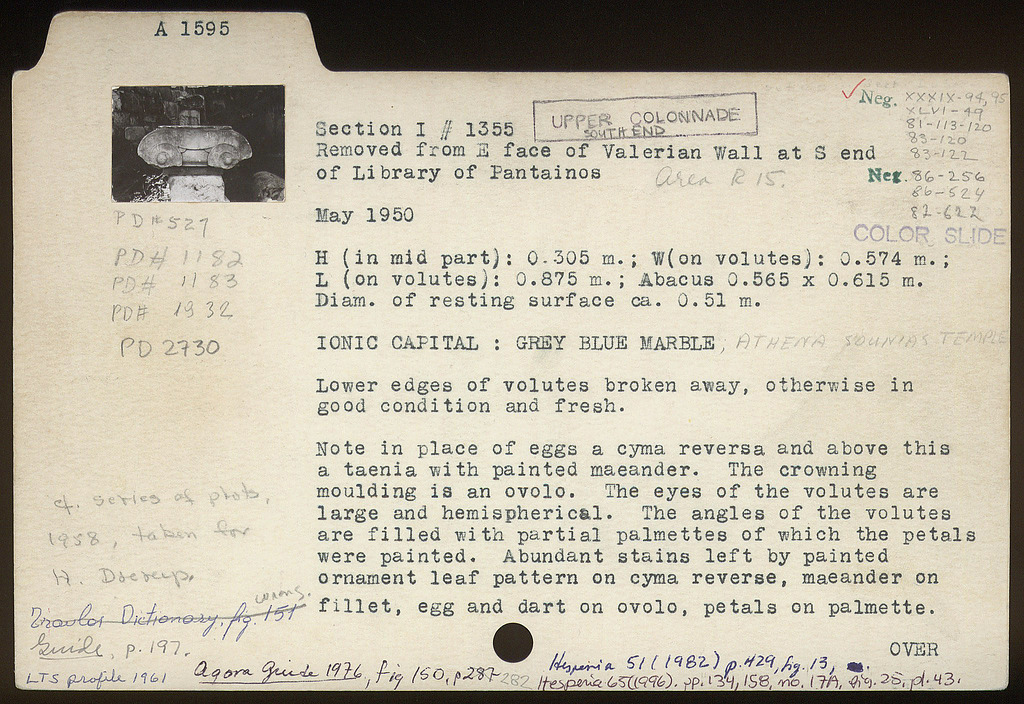 A 1595
UPPER COLONNADE
SOUTH END
Section I # 1355
Removed from E face of Valerian Wall at S end
of Library of Pantainos
Area R 15.
May 1950
H (in mid part): 0.305 m.; W(on volutes): 0.574 m.;
L (on volutes): 0.875 m.; Abacus 0.565 x 0.615 m.
Diam. of resting surface ca. 0.51 m.
IONIC CAPITAL : GREY BLUE MARBLE, ATHENA SOUNIAS TEMPLE
Lower edges of volutes broken away, otherwise in
good condition and fresh.
Note in place of eggs a cyma reversa and above this
a taenia with painted maeander. The crowning
moulding is an ovolo. The eyes of the volutes are
large and hemispherical. The angles of the volutes
are filled with partial palmettes of which the petals
were painted. Abundant stains left by painted
ornament leaf pattern on cyma reverse, maeander on
fillet, egg and dart on ovolo, petals on palmette.
OVER
Neg. XXXIX-94,95
XLVI-49
81-113-120
83-120
83-122
Neg. 86-256
86-524
82-622
COLOR SLIDE
PD#527
PD# 1182
PD# 1183
PD# 1932
PD 2730
cf. series of phots,
1958, taken for
H.
wrong.
Travlos Dictionary, fig. 151
Guide, p. 197.
LTS profile 1961
Agora Guide 1976, fig 150, p287
282
Hesperia 51 (1982) p.429, fig. 13,
Hesperia 65(1996). pp. 134, 158, no. 17A, fig. 25, pl. 43.